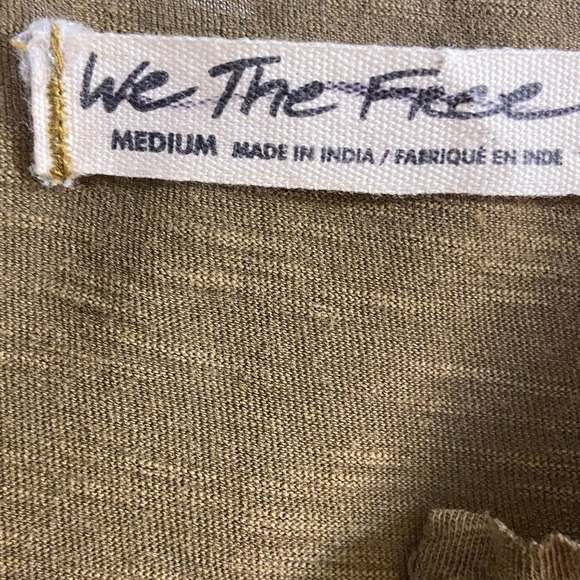 We The Free
MEDIUM MADE IN INDIA / FABRIQUÉ EN INDE